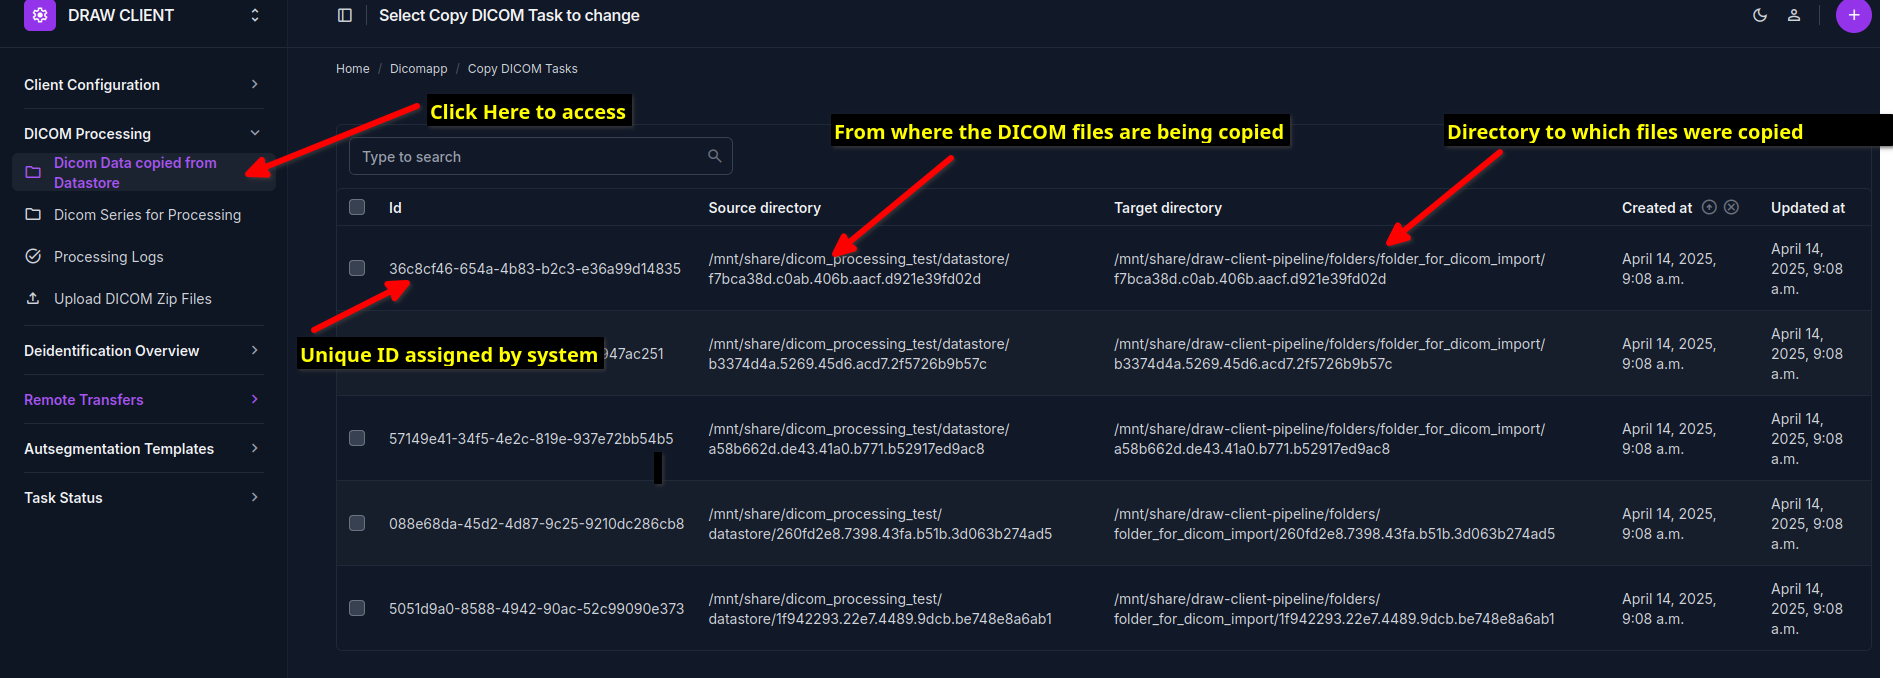 DRAW CLIENT
Select Copy DICOM Task to change
Home / Dicomapp / Copy DICOM Tasks
Client Configuration
DICOM Processing
Dicom Data copied from
Datastore
Dicom Series for Processing
Processing Logs
Upload DICOM Zip Files
Deidentification Overview
Remote Transfers
Autsegmentation Templates
Task Status
Click Here to access
From where the DICOM files are being copied
Directory to which files were copied
Unique ID assigned by system
Type to search
Id
Source directory
Target directory
Created at
Updated at
36c8cf46-654a-4b83-b2c3-e36a99d14835
/mnt/share/dicom_processing_test/datastore/
f7bca38d.c0ab.406b.aacf.d921e39fd02d
/mnt/share/draw-client-pipeline/folders/folder_for_dicom_import/
f7bca38d.c0ab.406b.aacf.d921e39fd02d
April 14, 2025,
9:08 a.m.
April 14,
2025, 9:08
a.m.
947ac251
/mnt/share/dicom_processing_test/datastore/
b3374d4a.5269.45d6.acd7.2f5726b9b57c
/mnt/share/draw-client-pipeline/folders/folder_for_dicom_import/
b3374d4a.5269.45d6.acd7.2f5726b9b57c
April 14, 2025,
9:08 a.m.
April 14,
2025, 9:08
a.m.
57149e41-34f5-4e2c-819e-937e72bb54b5
/mnt/share/dicom_processing_test/datastore/
a58b662d.de43.41a0.b771.b52917ed9ac8
/mnt/share/draw-client-pipeline/folders/folder_for_dicom_import/
a58b662d.de43.41a0.b771.b52917ed9ac8
April 14, 2025,
9:08 a.m.
April 14,
2025, 9:08
a.m.
088e68da-45d2-4d87-9c25-9210dc286cb8
/mnt/share/dicom_processing_test/
datastore/260fd2e8.7398.43fa.b51b.3d063b274ad5
/mnt/share/draw-client-pipeline/folders/
folder_for_dicom_import/260fd2e8.7398.43fa.b51b.3d063b274ad5
April 14, 2025,
9:08 a.m.
April 14,
2025, 9:08
a.m.
5051d9a0-8588-4942-90ac-52c99090e373
/mnt/share/dicom_processing_test/
datastore/1f942293.22e7.4489.9dcb.be748e8a6ab1
/mnt/share/draw-client-pipeline/folders/
folder_for_dicom_import/1f942293.22e7.4489.9dcb.be748e8a6ab1
April 14, 2025,
9:08 a.m.
April 14,
2025, 9:08
a.m.